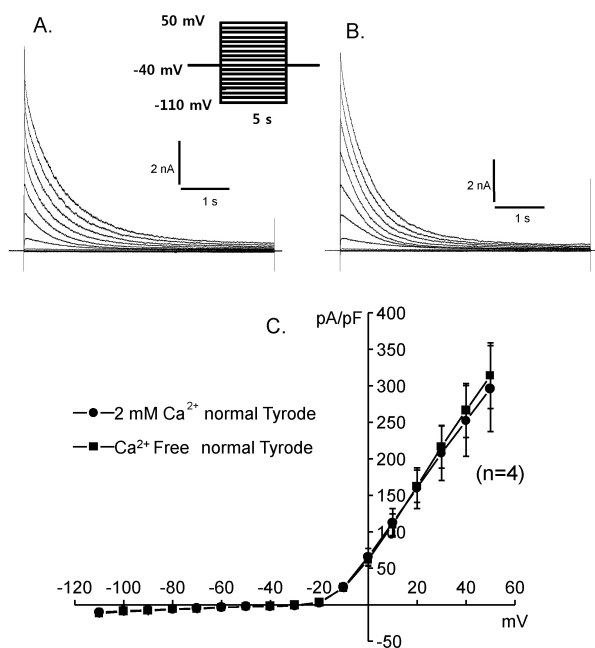 A.
50 mV
-40 mV
-110 mV
5 s
2 nA
1 s
B.
2 nA
1 s
C.
pA/pF
400
350
300
250
200
150
100
50
-50
2 mM Ca2+ normal Tyrode
Ca2+ Free normal Tyrode
(n=4)
-120 -100 -80 -60 -40 -20 20 40 60
mV